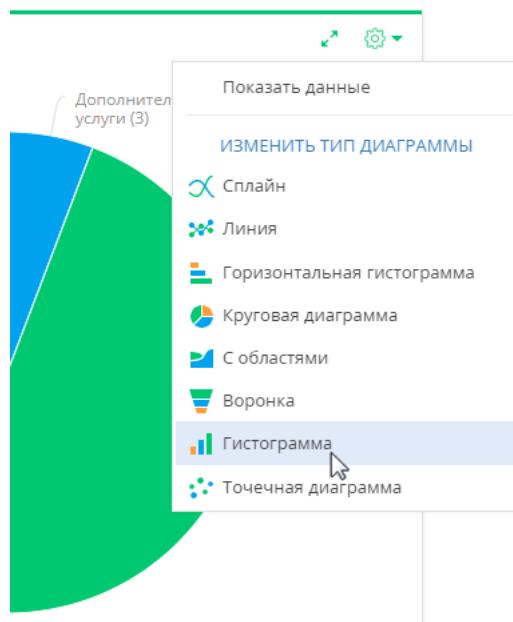 Показать данные
Дополнител
услуги (3)
ИЗМЕНИТЬ ТИП ДИАГРАММЫ
Сплайн
Линия
Горизонтальная гистограмма
Круговая диаграмма
С областями
Воронка
Гистограмма
Точечная диаграмма